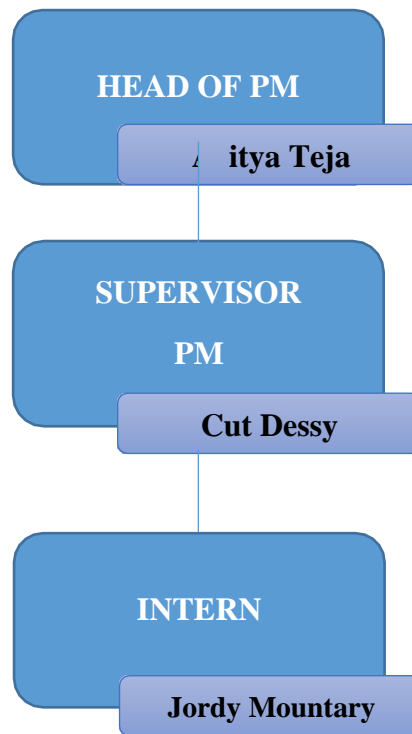 HEAD OF PM
itya Teja
SUPERVISOR
PM
Cut Dessy
INTERN
Jordy Mountary